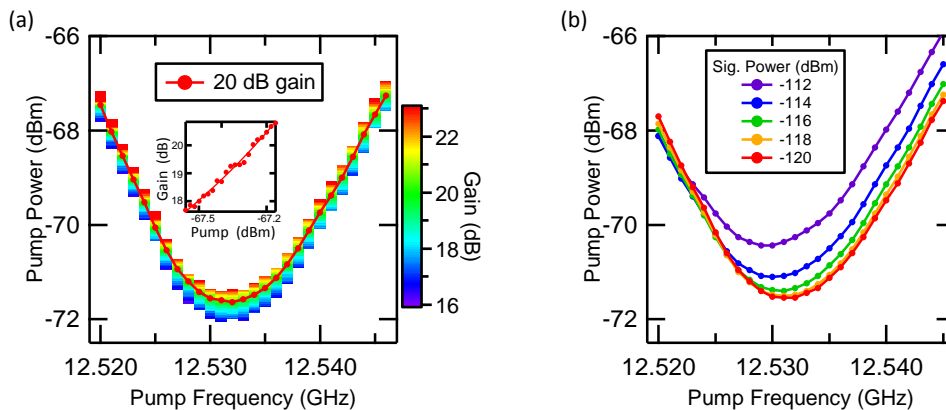 (a)
-66
-68
-70
-72
Pump Power (dBm)
12.520
12.530
12.540
Pump Frequency (GHz)
20 dB gain
20
19
18
Gain (dB)
-67.5
-67.2
Pump (dBm)
22
20
18
16
Gain (dB)
(b)
-66
-68
-70
-72
Pump Power (dBm)
12.520
12.530
12.540
Pump Frequency (GHz)
Sig. Power (dBm)
-112
-114
-116
-118
-120